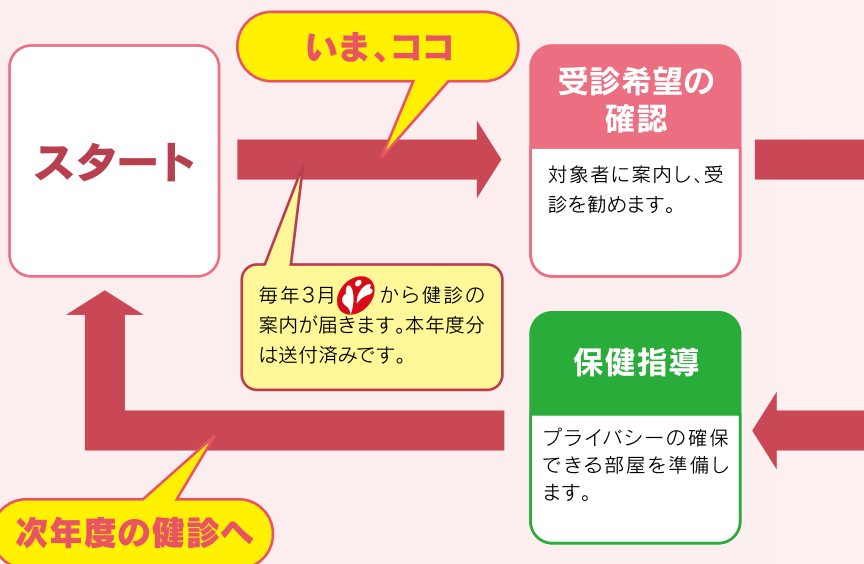 いま、ココ
スタート
受診希望の
確認
対象者に案内し、受
診を勧めます。
毎年3月 から健診の
案内が届きます。本年度分
は送付済みです。
保健指導
プライバシーの確保
できる部屋を準備し
ます。
次年度の健診へ